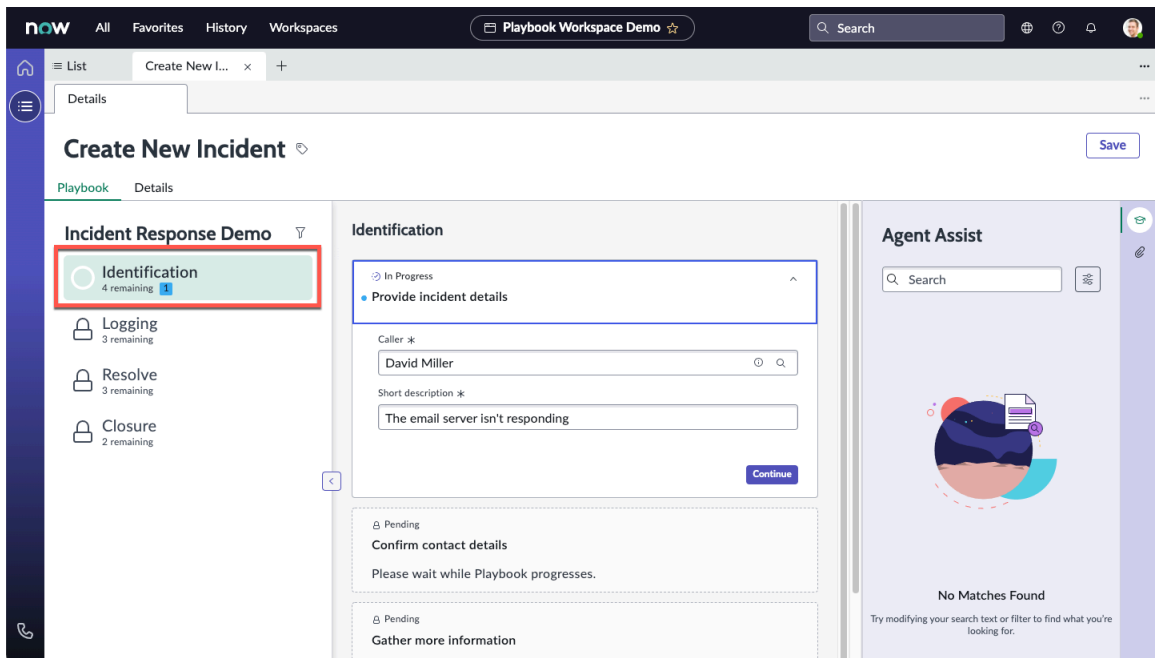 now All Favorites History Workspaces Playbook Workspace Demo Search
List Create New I... × +
Details
Create New Incident Save
Playbook Details
Incident Response Demo
Identification
4 remaining 1
Logging
3 remaining
Resolve
3 remaining
Closure
2 remaining
Identification
In Progress
Provide incident details
Caller *
David Miller
Short description *
The email server isn't responding
Continue
Pending
Confirm contact details
Please wait while Playbook progresses.
Pending
Gather more information
Agent Assist
Search
No Matches Found
Try modifying your search text or filter to find what you're
looking for.